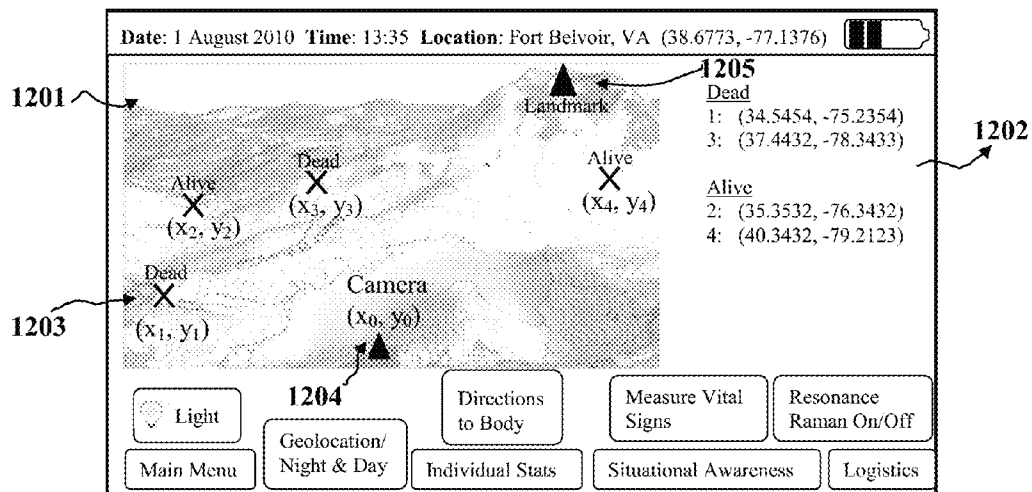 Date: 1 August 2010 Time: 13:35 Location: Fort Belvoir, VA (38.6773, -77.1376)
1201
1205
Landmark
Dead
1: (34.5454, -75.2354)
3: (37.4432, -78.3433)
1202
Alive
2: (35.3532, -76.3432)
4: (40.3432, -79.2123)
Dead
(x3, y3)
Alive
(x4, y4)
Alive
(x2, y2)
Dead
(x1, y1)
1203
Camera
(x0, y0)
1204
Light
Geolocation/
Night & Day
Directions
to Body
Measure Vital
Signs
Resonance
Raman On/Off
Main Menu
Individual Stats
Situational Awareness
Logistics